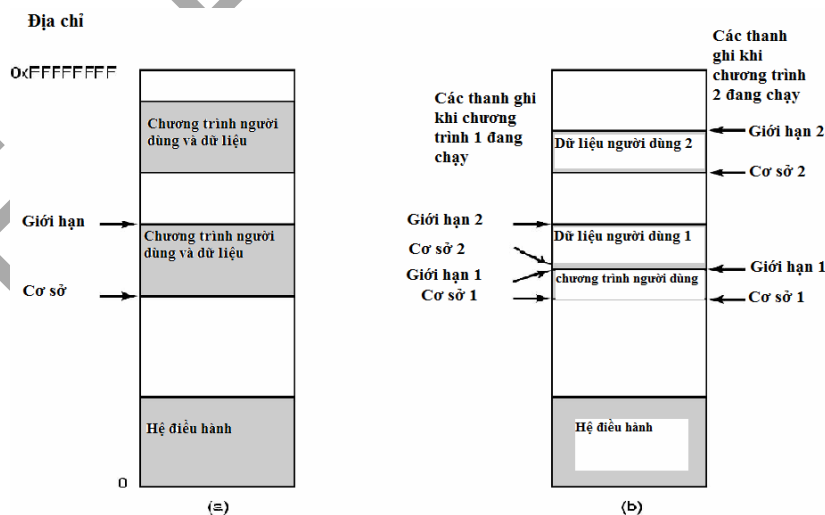 Địa chỉ
0xFFFFFFFF
Chương trình người
dùng và dữ liệu
Giới hạn
Chương trình người
dùng và dữ liệu
Cơ sở
Hệ điều hành
0
(a)
Các thanh ghi
khi chương
trình 1 đang
chạy
Các thanh
ghi khi
chương trình
2 đang chạy
Giới hạn 2
Dữ liệu người dùng 2
Cơ sở 2
Giới hạn 2
Dữ liệu người dùng 1
Cơ sở 2
Giới hạn 1
Giới hạn 1
chương trình người dùng
Cơ sở 1
Cơ sở 1
Hệ điều hành
(b)